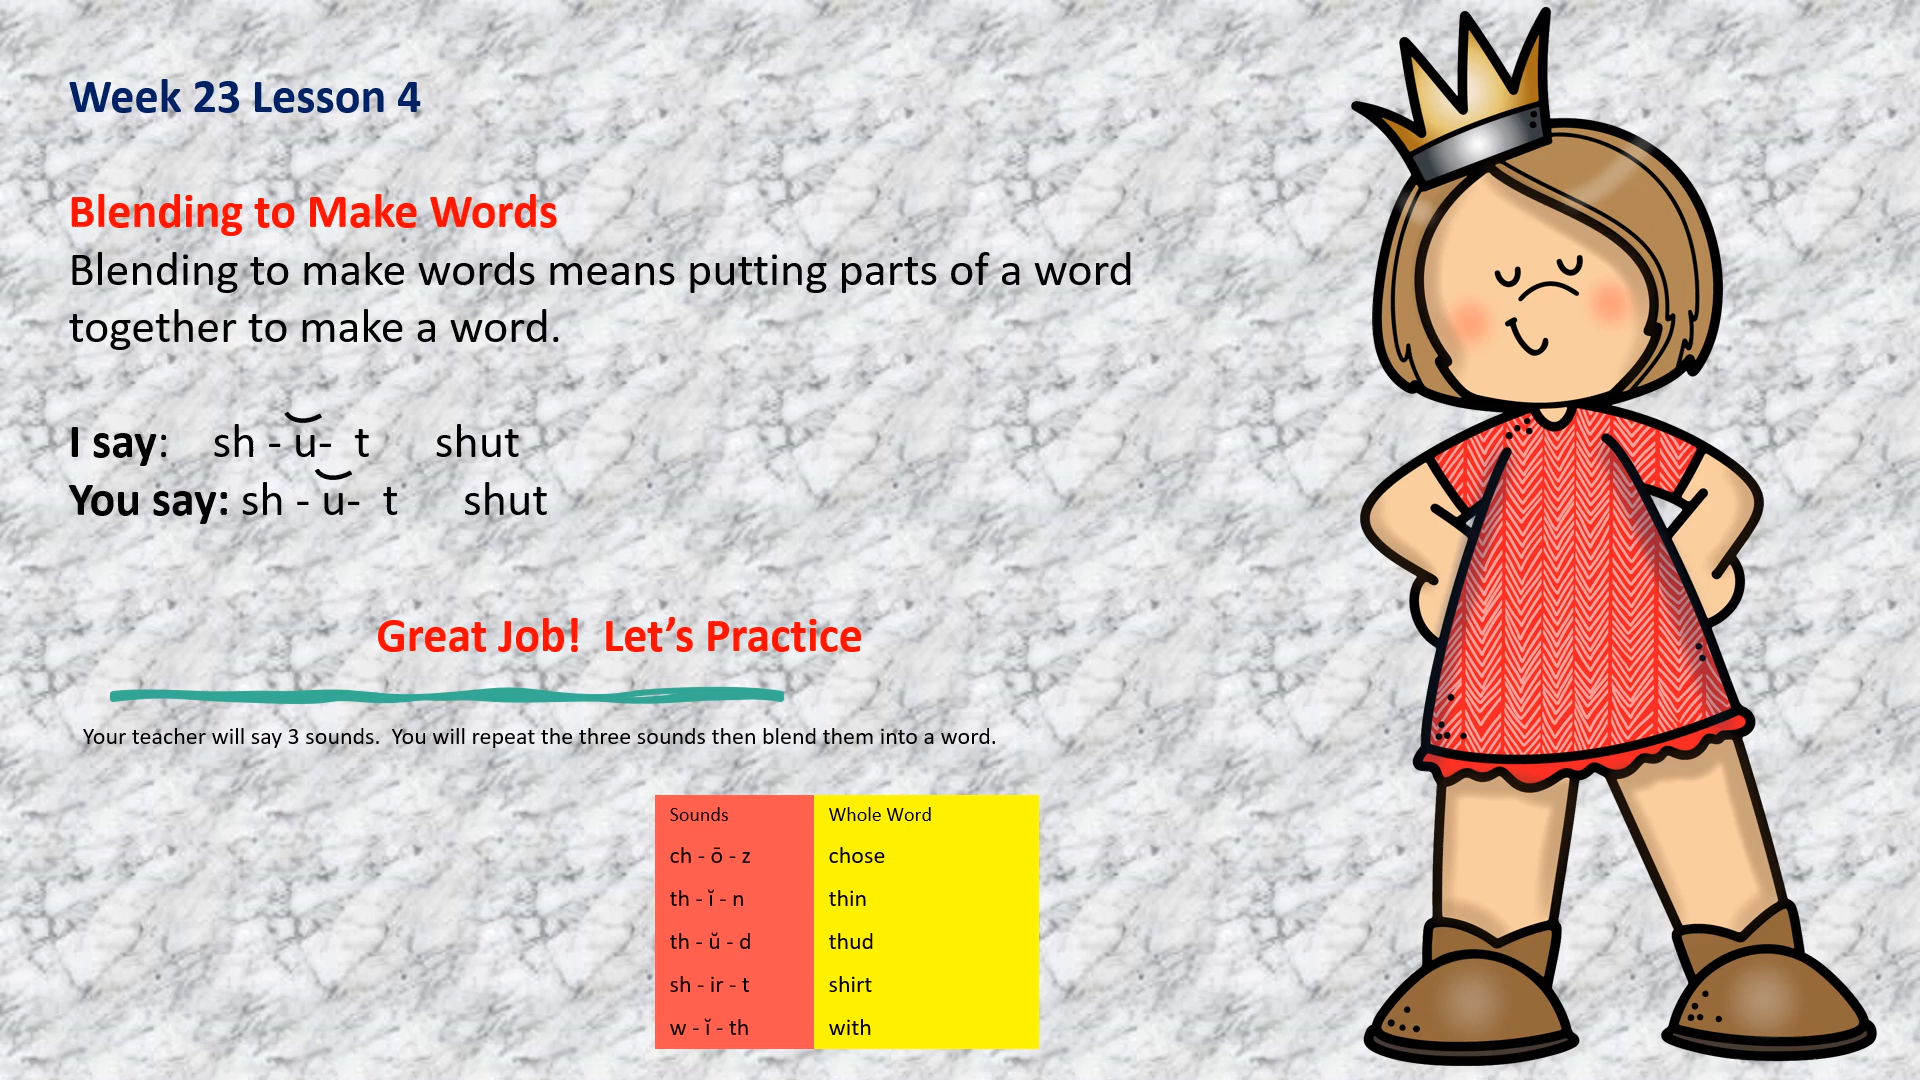 Week 23 Lesson 4
Blending to Make Words
Blending to make words means putting parts of a word
together to make a word.
I say: sh - ŭ- t shut
You say: sh - ŭ- t shut
Great Job! Let’s Practice
Your teacher will say 3 sounds. You will repeat the three sounds then blend them into a word.
Sounds Whole Word
ch - ō - z chose
th - ĭ - n thin
th - ŭ - d thud
sh - ir - t shirt
w - ĭ - th with